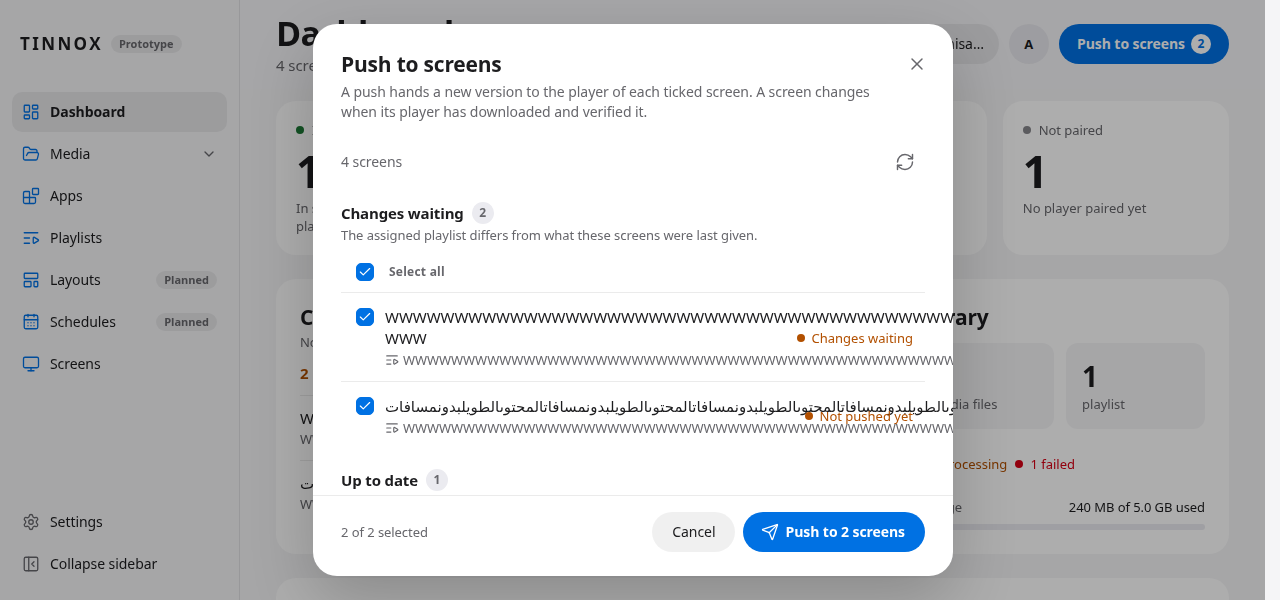 TINNOX
Prototype
Dashboard
Media
Apps
Playlists
Layouts
Planned
Schedules
Planned
Screens
Settings
Collapse sidebar
Push to screens 2
A
Not paired
1
No player paired yet
1
playlist
1 failed
240 MB of 5.0 GB used
Push to screens
A push hands a new version to the player of each ticked screen. A screen changes
when its player has downloaded and verified it.
4 screens
Changes waiting 2
The assigned playlist differs from what these screens were last given.
Select all
Changes waiting
Not pushed yet
Up to date 1
2 of 2 selected
Cancel
Push to 2 screens